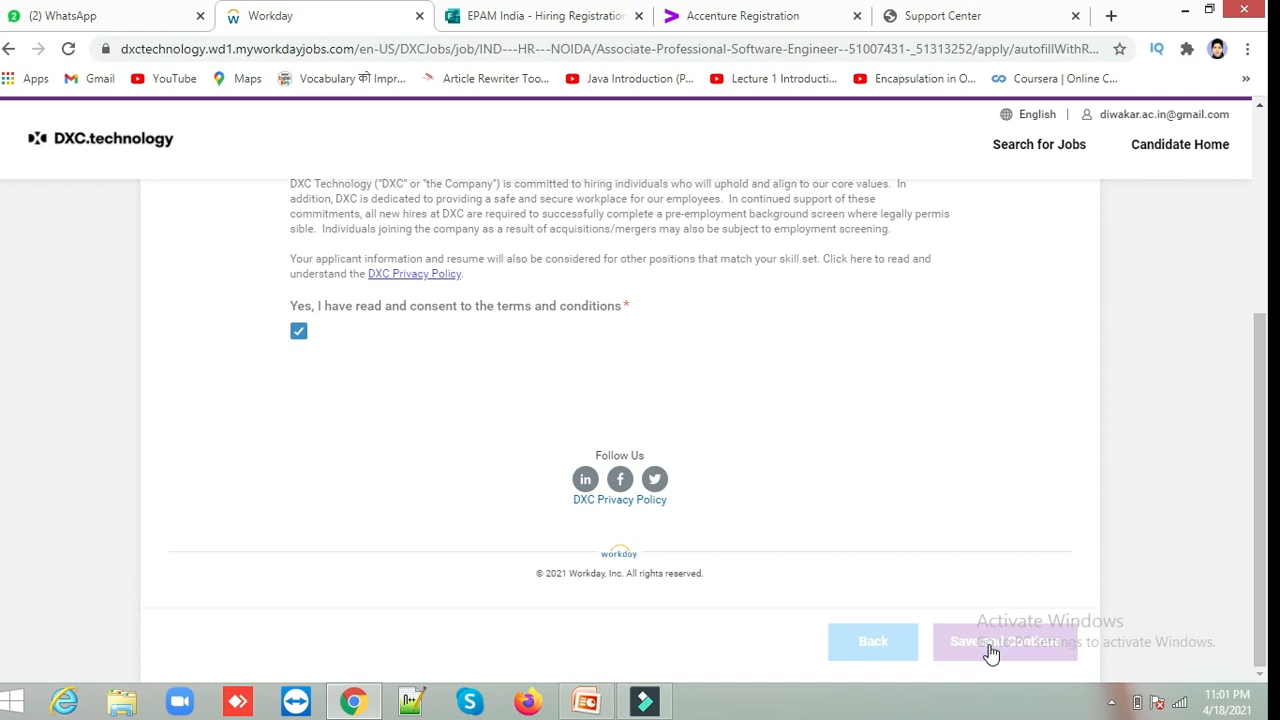 (2) WhatsApp
Workday
EPAM India - Hiring Registration
Accenture Registration
Support Center
dxctechnology.wd1.myworkdayjobs.com/en-US/DXCJobs/job/IND---HR---NOIDA/Associate-Professional-Software-Engineer--51007431-_51313252/apply/autofillWithR...
Apps
Gmail
YouTube
Maps
Vocabulary को Impr...
Article Rewriter Too...
Java Introduction (P...
Lecture 1 Introducti...
Encapsulation in O...
Coursera | Online C...
English | diwakar.ac.in@gmail.com
DXC.technology
Search for Jobs
Candidate Home
DXC Technology ("DXC" or "the Company") is committed to hiring individuals who will uphold and align to our core values. In
addition, DXC is dedicated to providing a safe and secure workplace for our employees. In continued support of these
commitments, all new hires at DXC are required to successfully complete a pre-employment background screen where legally permis
sible. Individuals joining the company as a result of acquisitions/mergers may also be subject to employment screening.
Your applicant information and resume will also be considered for other positions that match your skill set. Click here to read and
understand the DXC Privacy Policy.
Yes, I have read and consent to the terms and conditions*
Follow Us
DXC Privacy Policy
workday
© 2021 Workday, Inc. All rights reserved.
Activate Windows
Back
Save
to PC settings to activate Windows.
11:01 PM
4/18/2021